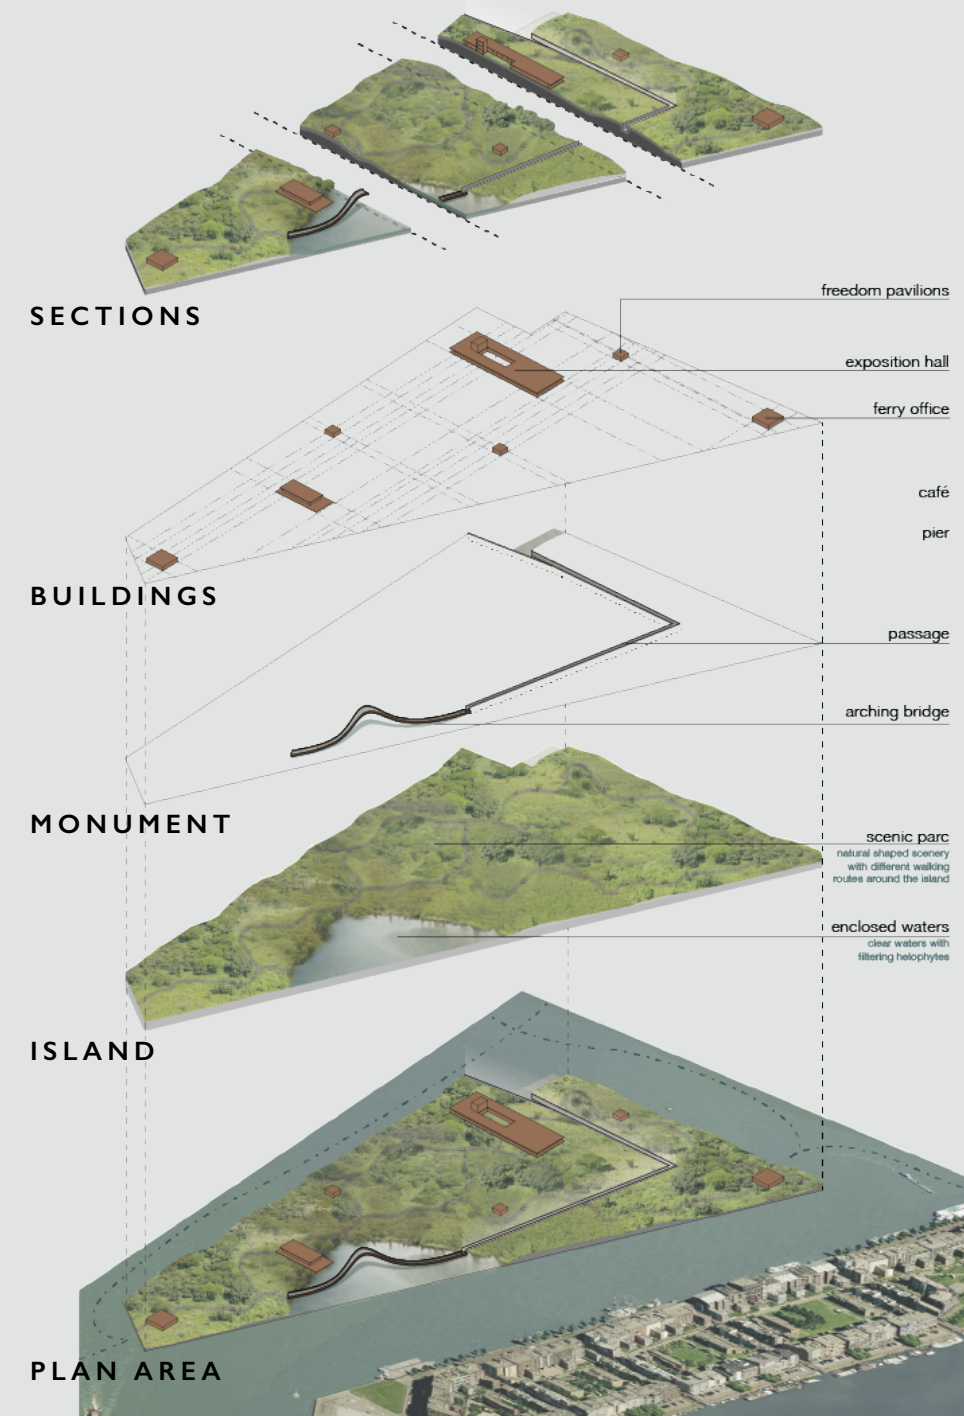 SECTIONS
freedom pavilions
exposition hall
ferry office
café
pier
BUILDINGS
passage
arching bridge
MONUMENT
scenic parc
natural shaped scenery
with different walking
routes around the island
enclosed waters
clear waters with
filtering helophytes
ISLAND
PLAN AREA